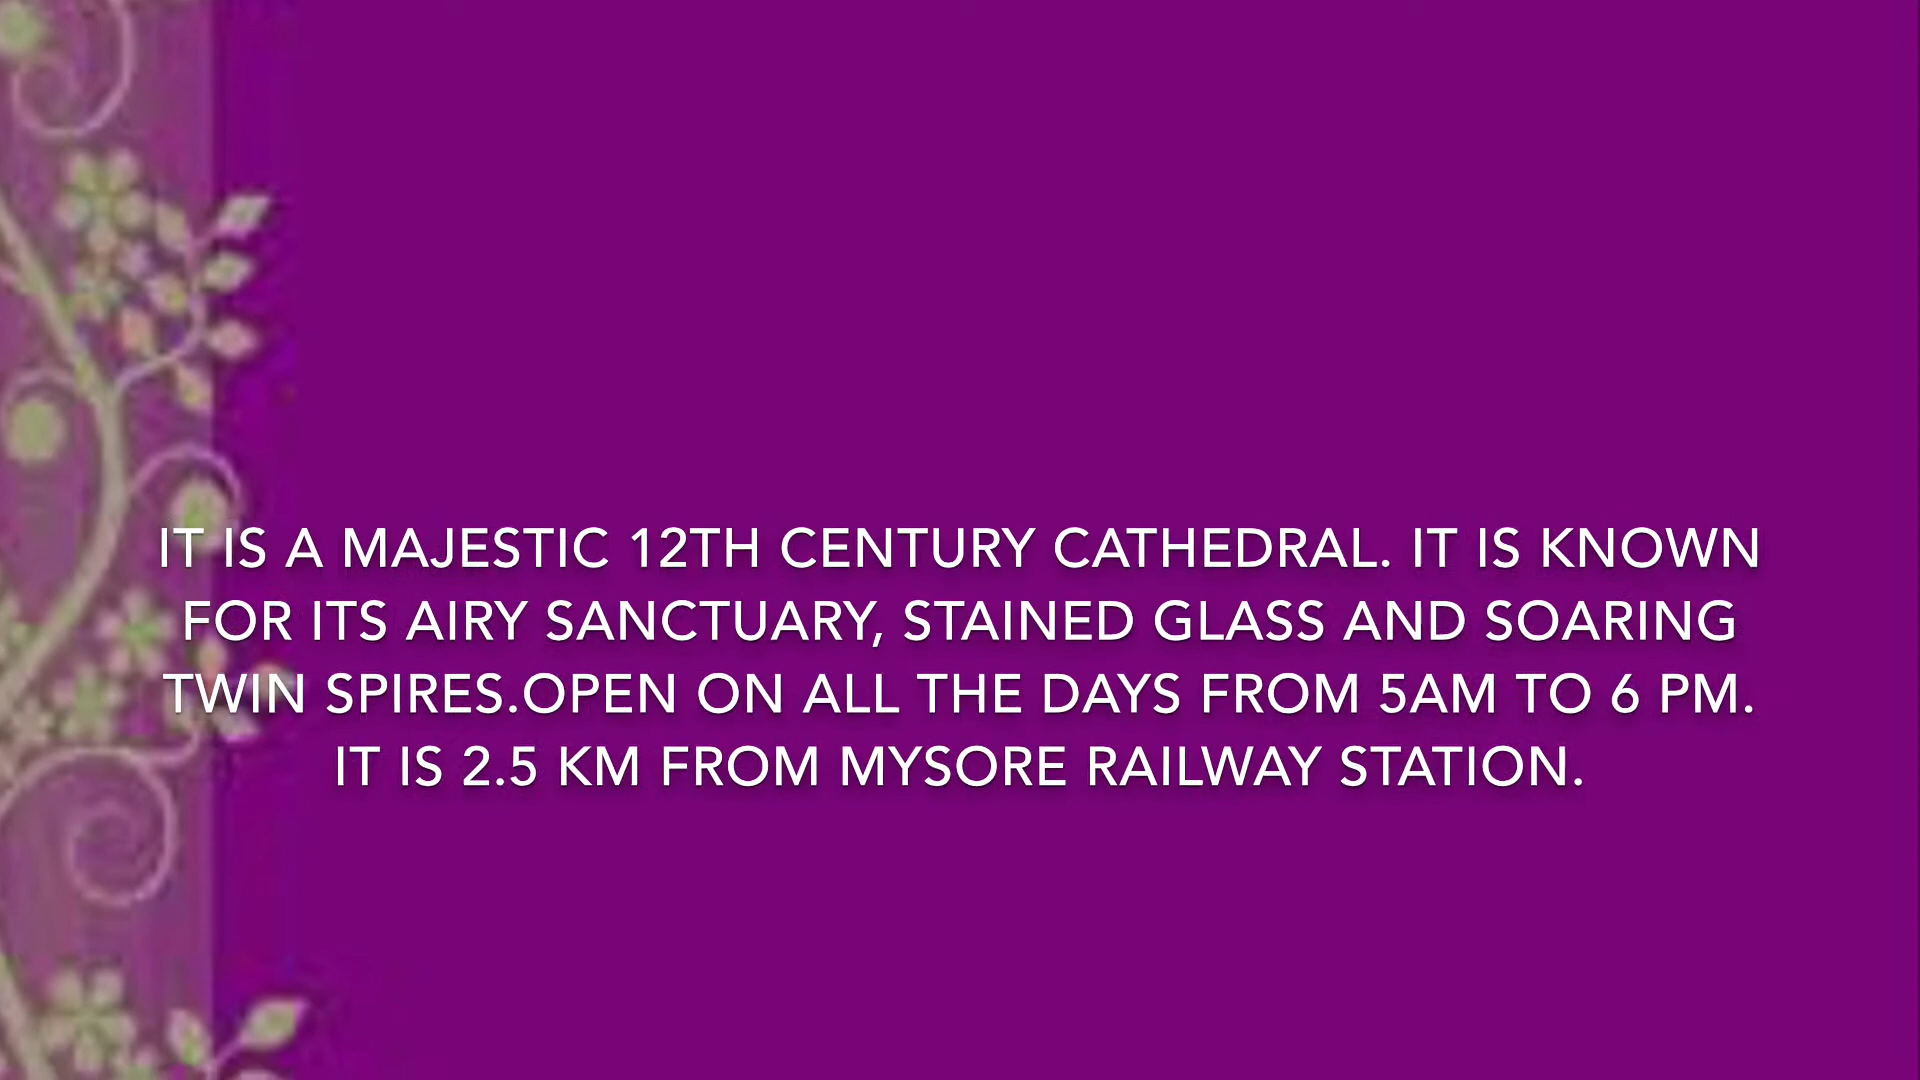 IT IS A MAJESTIC 12TH CENTURY CATHEDRAL. IT IS KNOWN
FOR ITS AIRY SANCTUARY, STAINED GLASS AND SOARING
TWIN SPIRES.OPEN ON ALL THE DAYS FROM 5AM TO 6 PM.
IT IS 2.5 KM FROM MYSORE RAILWAY STATION.